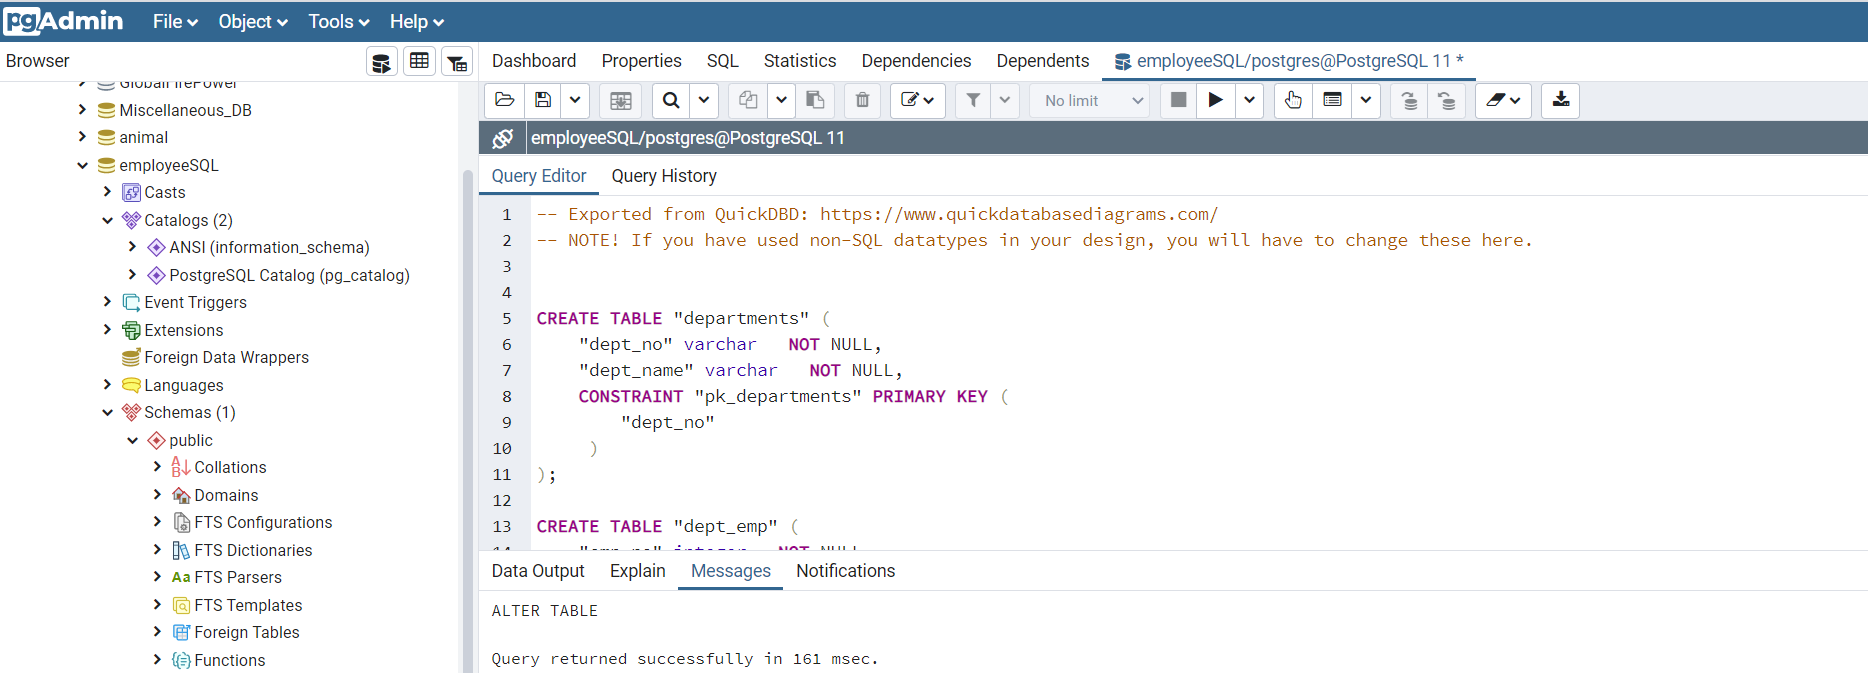 pgAdmin File Object Tools Help
Browser
Dashboard Properties SQL Statistics Dependencies Dependents employeeSQL/postgres@PostgreSQL 11 *
Miscellaneous_DB
animal
employeeSQL
Casts
Catalogs (2)
ANSI (information_schema)
PostgreSQL Catalog (pg_catalog)
Event Triggers
Extensions
Foreign Data Wrappers
Languages
Schemas (1)
public
Collations
Domains
FTS Configurations
FTS Dictionaries
Aa FTS Parsers
FTS Templates
Foreign Tables
Functions
No limit
employeeSQL/postgres@PostgreSQL 11
Query Editor Query History
1 -- Exported from QuickDBD: https://www.quickdatabasediagrams.com/
2 -- NOTE! If you have used non-SQL datatypes in your design, you will have to change these here.
3
4
5 CREATE TABLE "departments" (
6 "dept_no" varchar NOT NULL,
7 "dept_name" varchar NOT NULL,
8 CONSTRAINT "pk_departments" PRIMARY KEY (
9 "dept_no"
10 )
11 );
12
13 CREATE TABLE "dept_emp" (
14 "emp_no" integer NOT NULL
Data Output Explain Messages Notifications
ALTER TABLE
Query returned successfully in 161 msec.